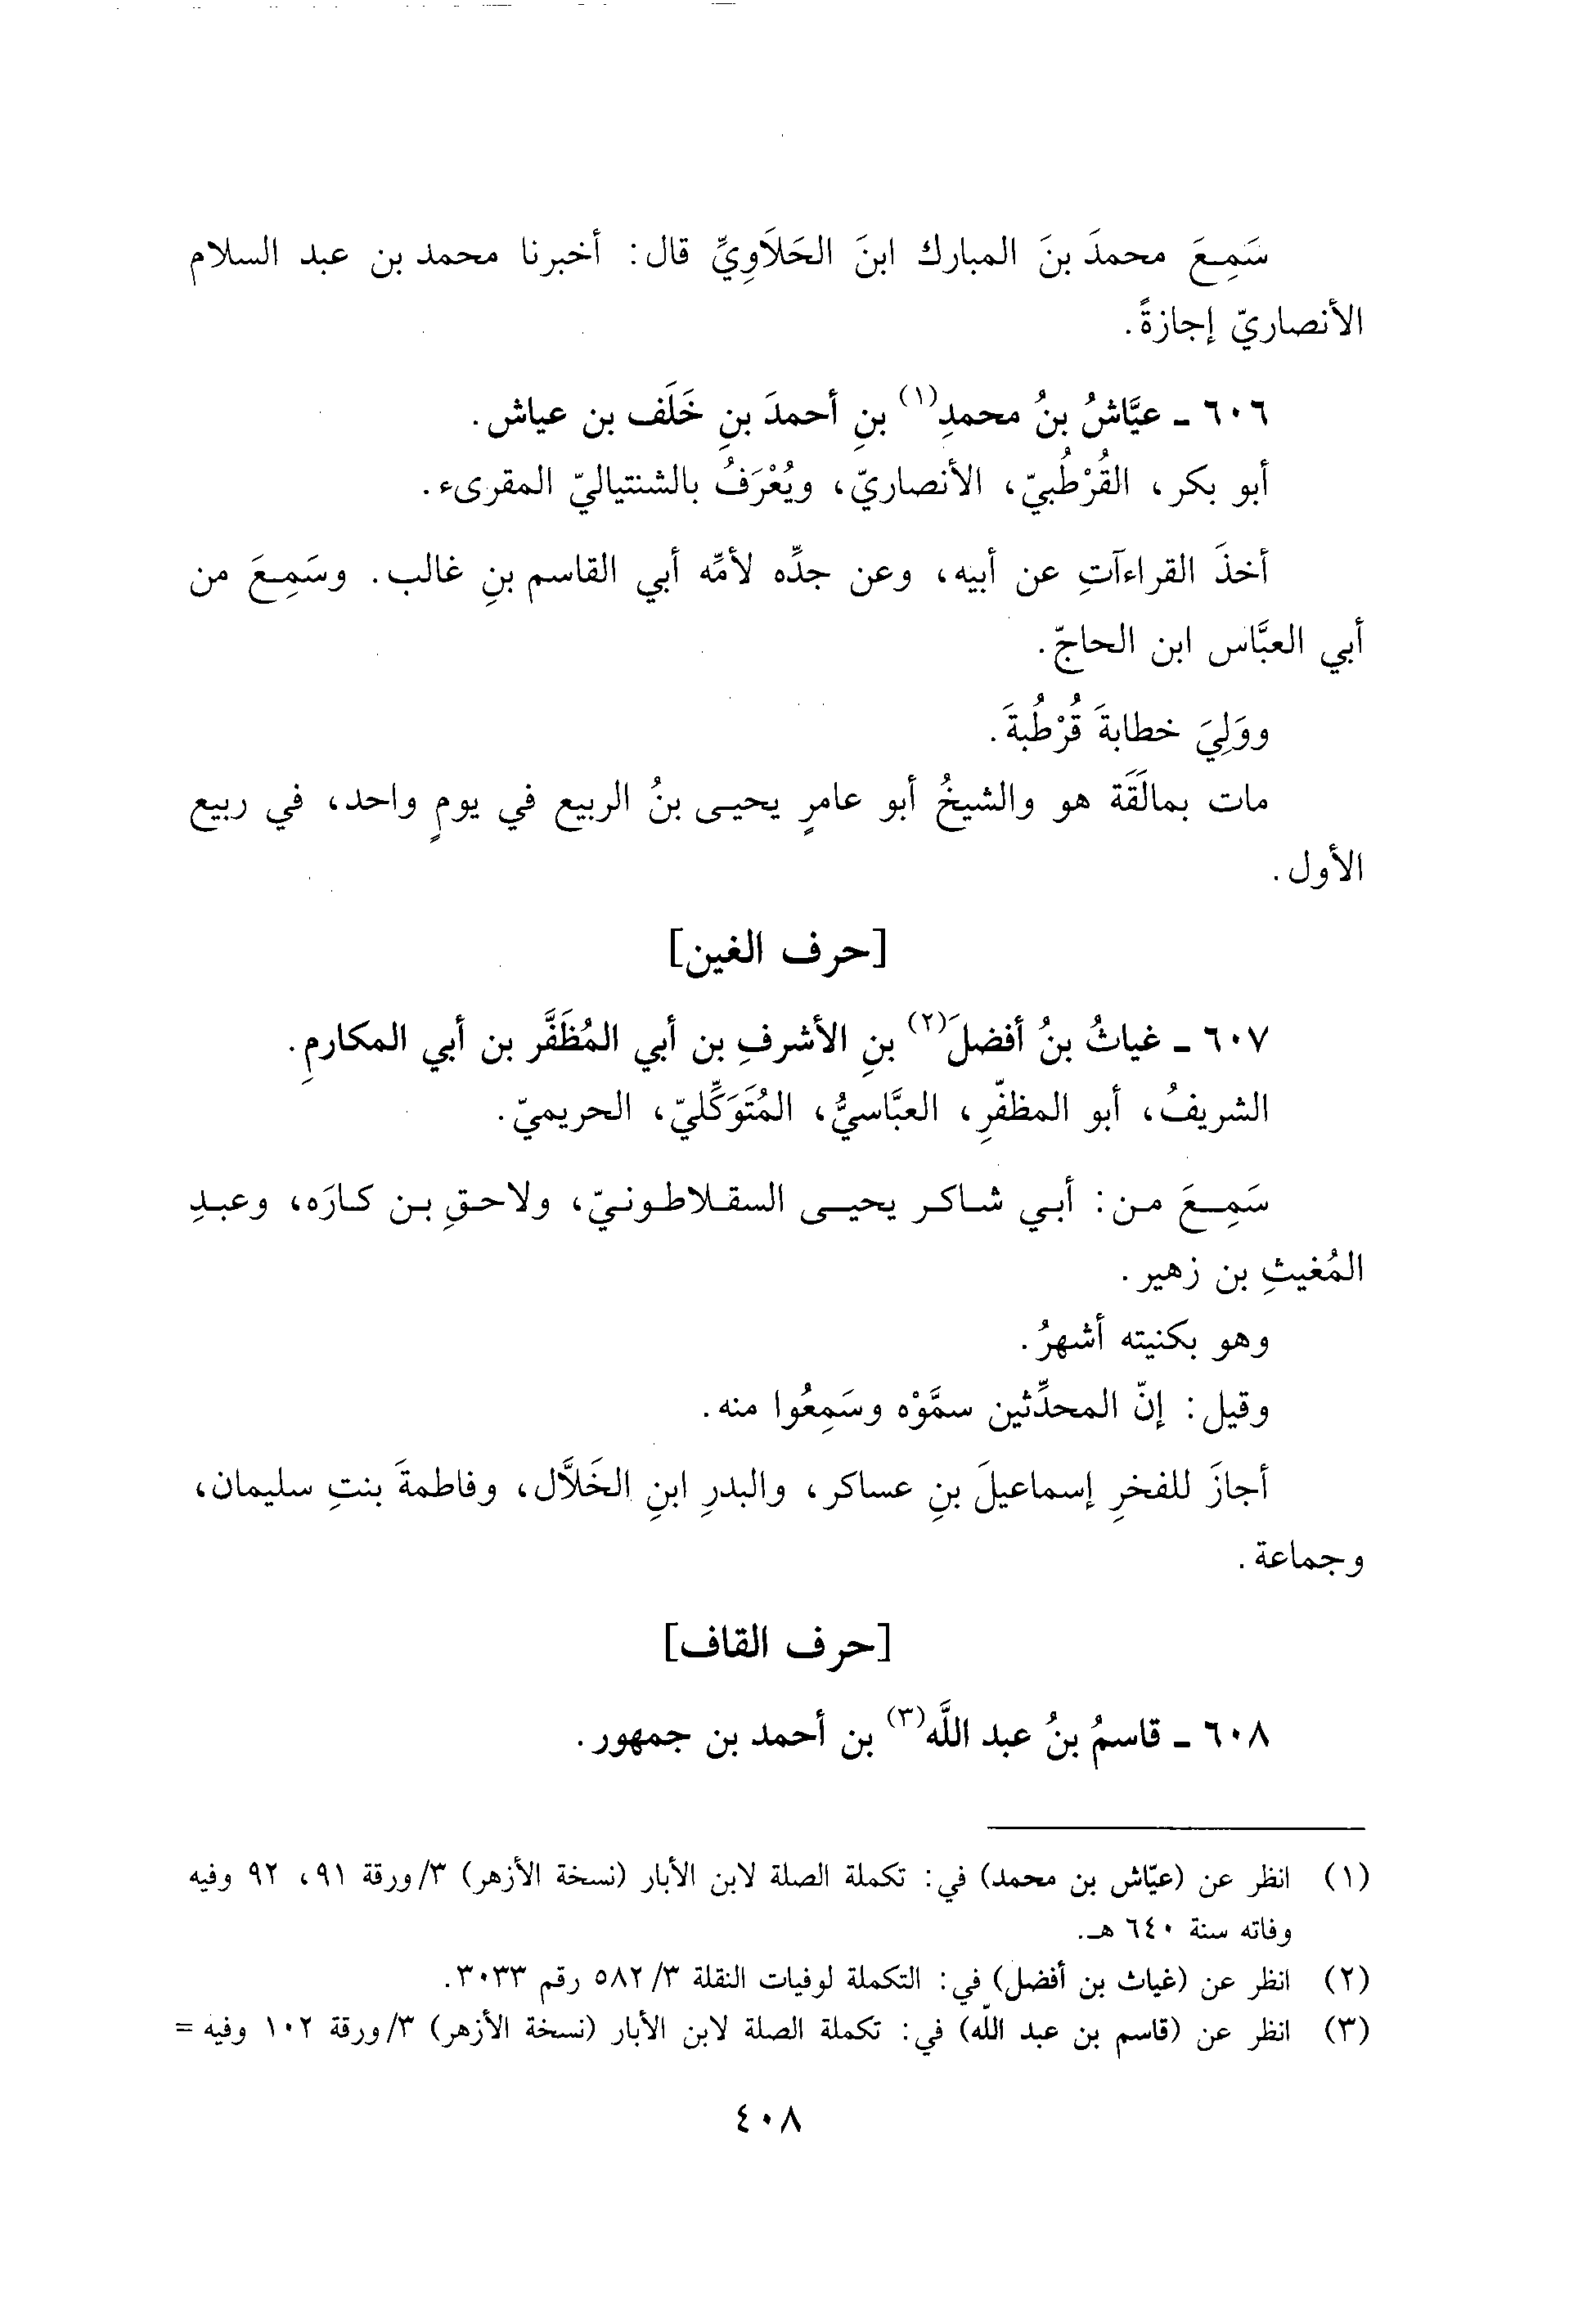 سَمِعَ محمدَ بنَ المبارك ابنَ الحَلاَوِيِّ قال: أخبرنا محمد بن عبد السلام
الأنصاريّ إجازةً.
٦٠٦ ـ عيَّاشُ بنُ محمدِ(١) بنِ أحمدَ بنِ خَلَف بن عياش.
أبو بكر، القُرْطُبيّ، الأنصاريّ، ويُعْرَفُ بالشنتياليّ المقرىء.
أخذَ القراءآتِ عن أبيه، وعن جدِّه لأمِّه أبي القاسم بنِ غالب. وسَمِعَ من
أبي العبَّاس ابن الحاجّ.
ووَلِيَ خطابةَ قُرْطُبةَ.
مات بمالَقَة هو والشيخُ أبو عامرٍ يحيى بنُ الربيع في يومٍ واحد، في ربيع
الأول.
[حرف الغين]
٦٠٧ ـ غياثُ بنُ أفضلَ(٢) بنِ الأشرفِ بن أبي المُظَفَّر بن أبي المكارمِ.
الشريفُ، أبو المظفّرِ، العبَّاسيُّ، المُتَوَكِّليّ، الحريميّ.
سَمِعَ من: أبي شاكر يحيى السقلاطونيّ، ولاحقِ بن كارَه، وعبدِ
المُغيثِ بن زهير.
وهو بكنيته أشهرُ.
وقيل: إنّ المحدِّثين سمَّوْه وسَمِعُوا منه.
أجازَ للفخرِ إسماعيلَ بنِ عساكر، والبدرِ ابنِ الخَلاَّل، وفاطمةَ بنتِ سليمان،
وجماعة.
[حرف القاف]
٦٠٨ ـ قاسمُ بنُ عبد اللَّه(٣) بن أحمد بن جمهور.
(١) انظر عن (عيّاش بن محمد) في: تكملة الصلة لابن الأبار (نسخة الأزهر) ٣/ورقة ٩١، ٩٢ وفيه
وفاته سنة ٦٤٠ هـ.
(٢) انظر عن (غياث بن أفضل) في: التكملة لوفيات النقلة ٣/ ٥٨٢ رقم ٣٠٣٣.
(٣) انظر عن (قاسم بن عبد اللّه) في: تكملة الصلة لابن الأبار (نسخة الأزهر) ٣/ورقة ١٠٢ وفيه =
٤٠٨